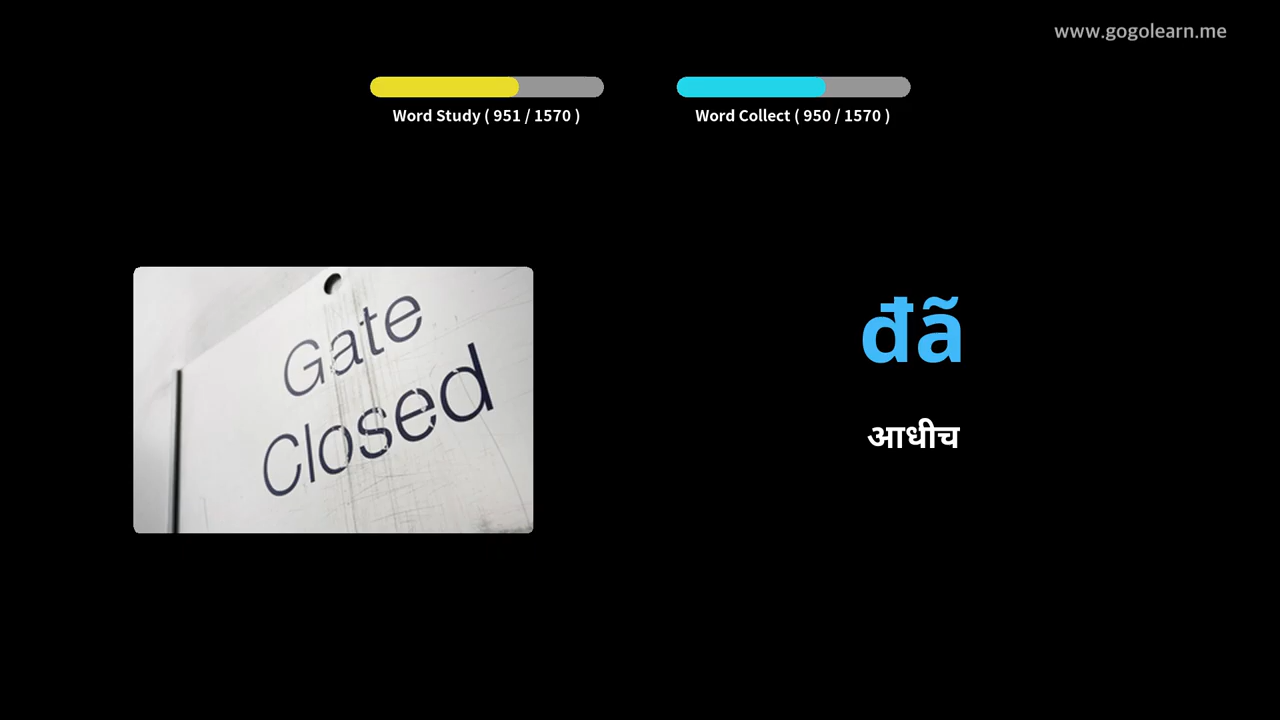 www.gogolearn.me
Word Study ( 951 / 1570 )
Word Collect ( 950 / 1570 )
Gate
Closed
đã
आधीच